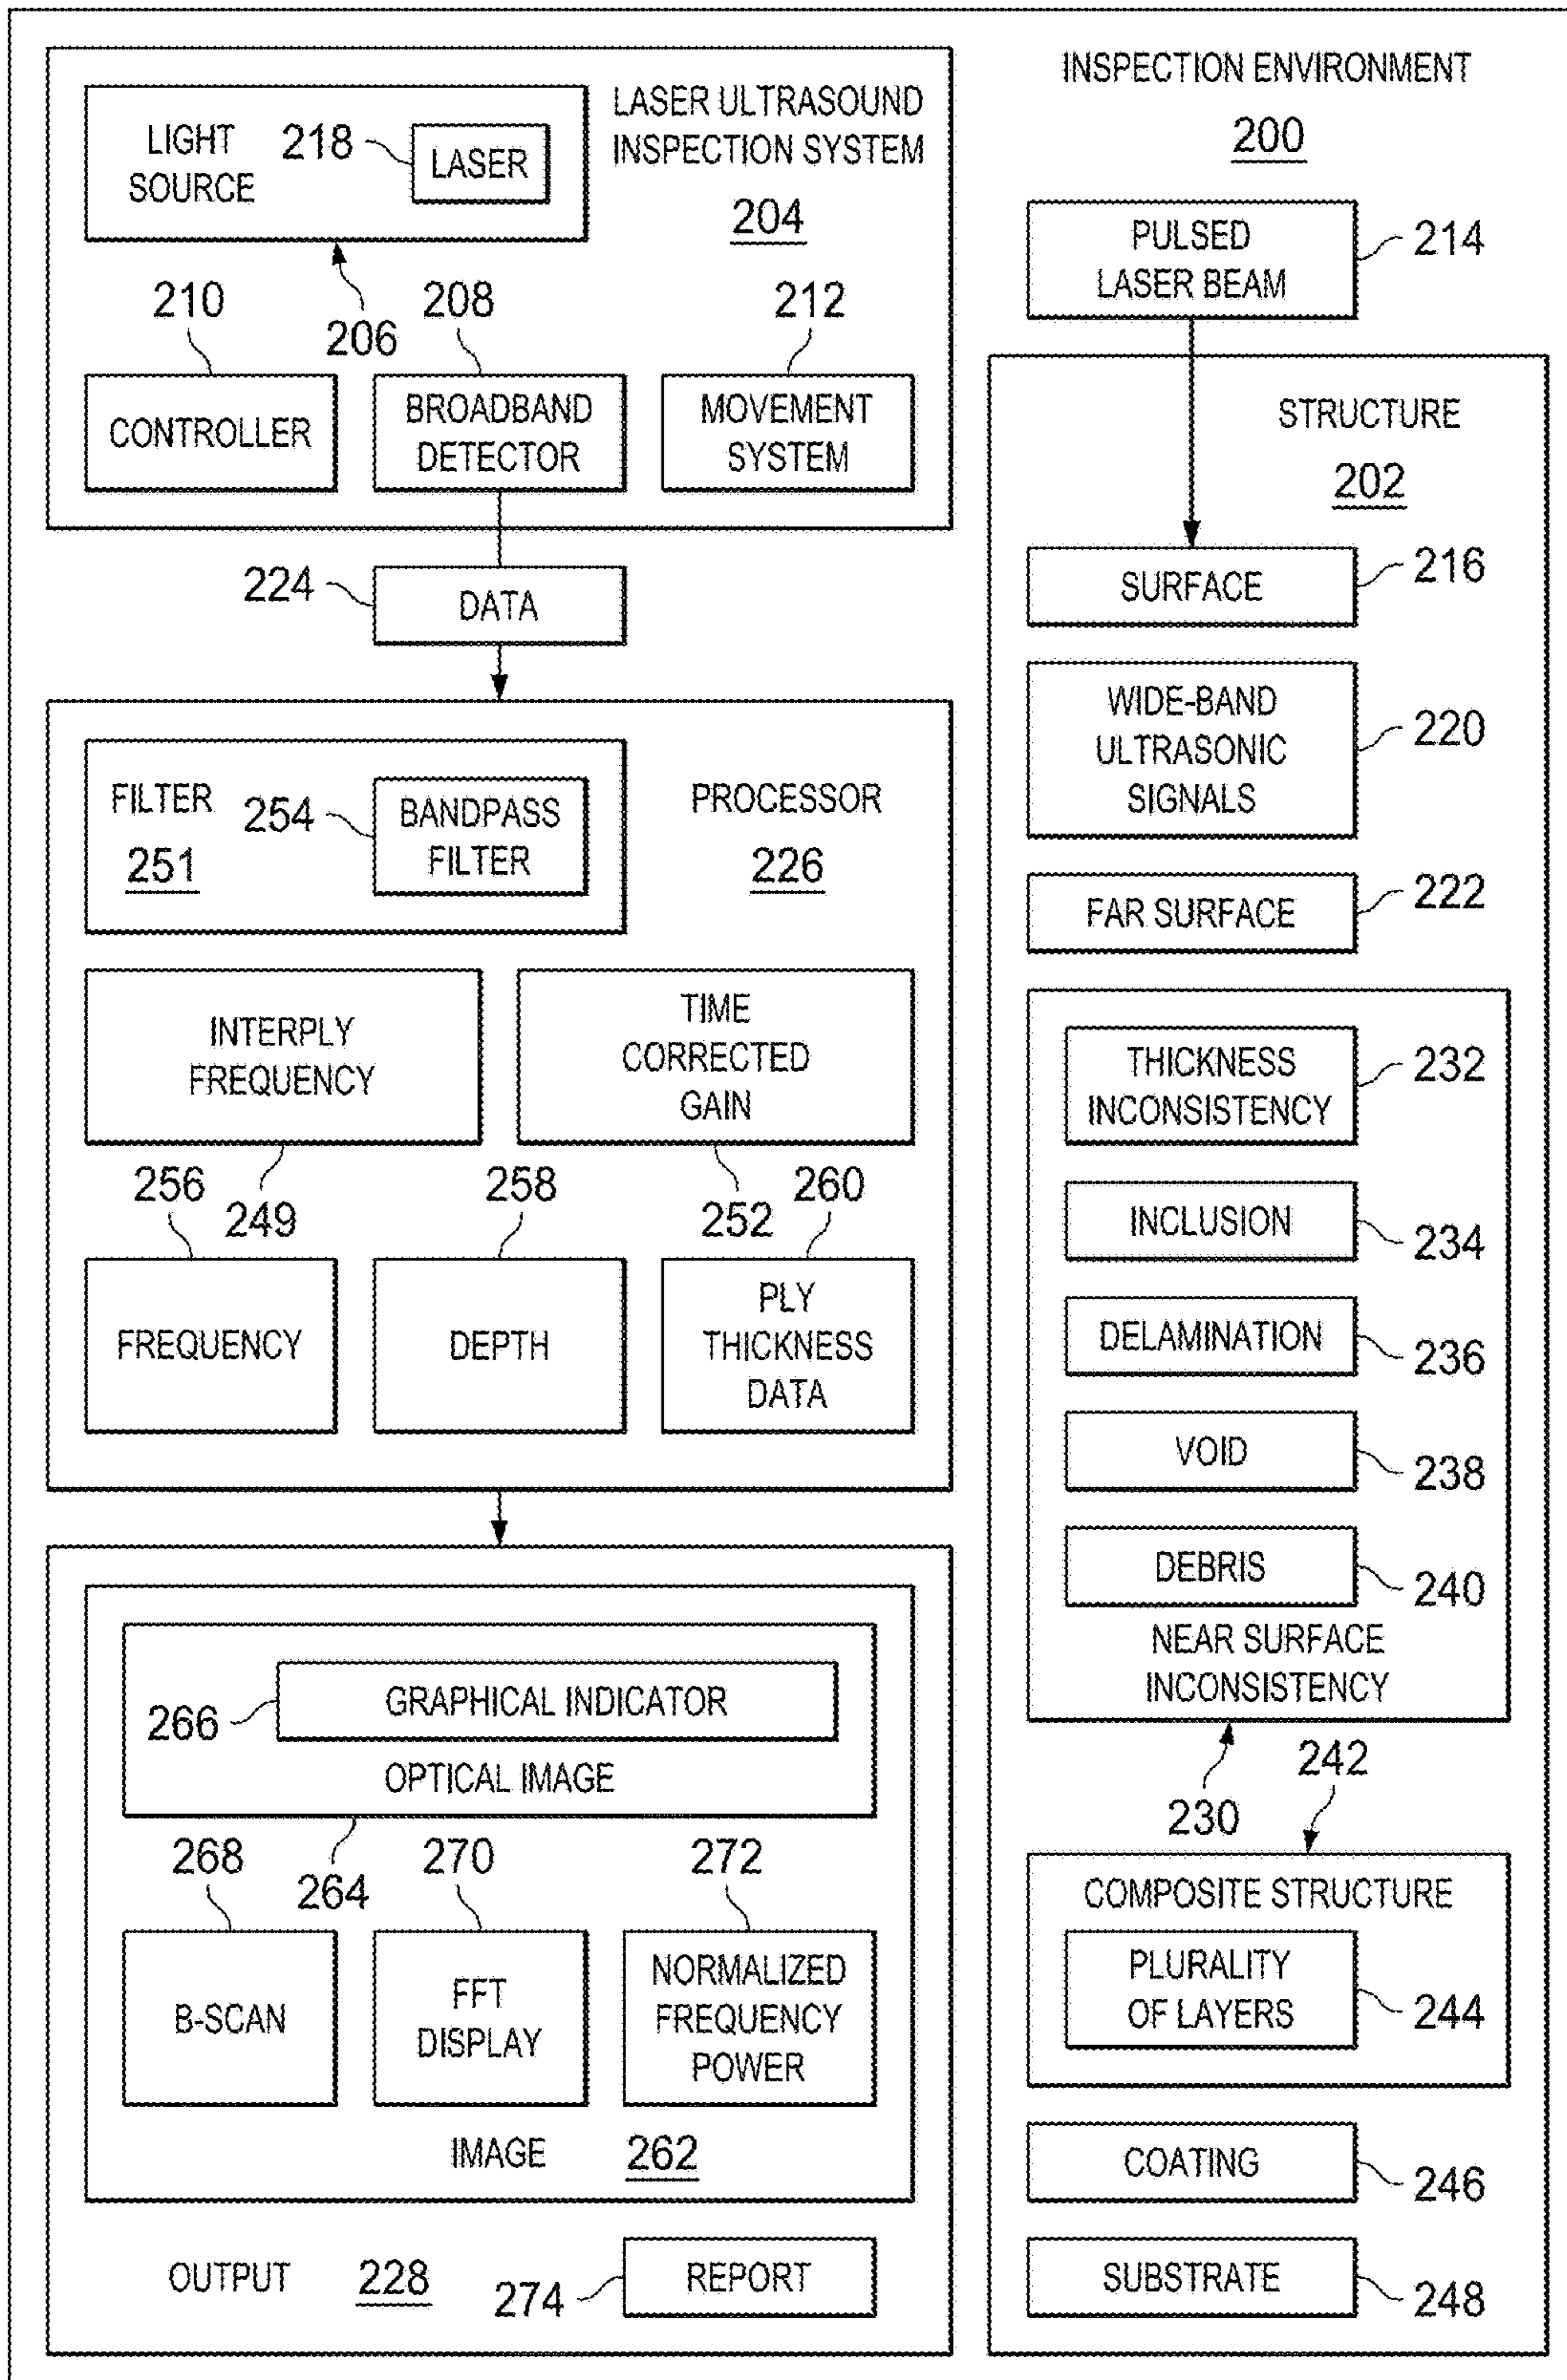 INSPECTION ENVIRONMENT
200
LASER ULTRASOUND
INSPECTION SYSTEM
204
LIGHT
SOURCE
218
LASER
206
210
CONTROLLER
208
BROADBAND
DETECTOR
212
MOVEMENT
SYSTEM
224
DATA
FILTER
251
254
BANDPASS
FILTER
PROCESSOR
226
INTERPLY
FREQUENCY
249
TIME
CORRECTED
GAIN
252
256
FREQUENCY
258
DEPTH
260
PLY
THICKNESS
DATA
266
GRAPHICAL INDICATOR
OPTICAL IMAGE
264
268
B-SCAN
270
FFT
DISPLAY
272
NORMALIZED
FREQUENCY
POWER
IMAGE 262
OUTPUT 228
274
REPORT
PULSED
LASER BEAM
214
STRUCTURE
202
SURFACE
216
WIDE-BAND
ULTRASONIC
SIGNALS
220
FAR SURFACE
222
THICKNESS
INCONSISTENCY
232
INCLUSION
234
DELAMINATION
236
VOID
238
DEBRIS
240
NEAR SURFACE
INCONSISTENCY
230
242
COMPOSITE STRUCTURE
PLURALITY
OF LAYERS
244
COATING
246
SUBSTRATE
248